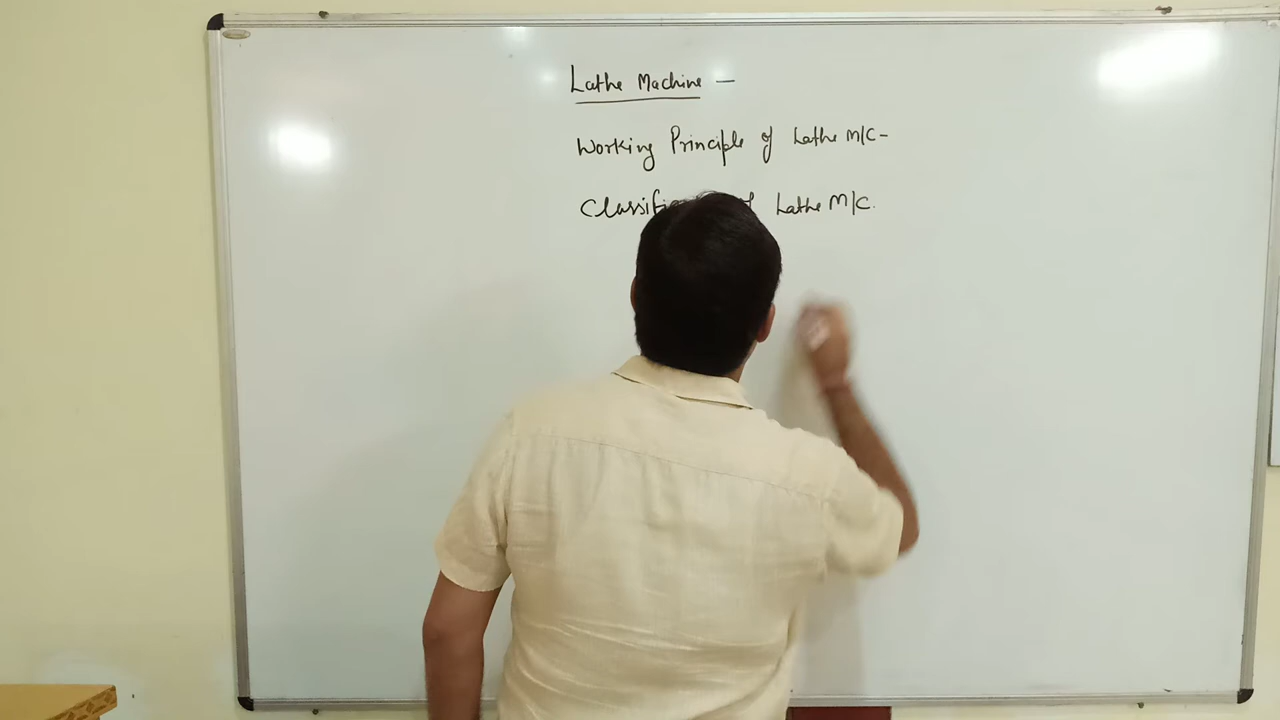 Lathe Machine —
Working Principle of Lathe M/C-
Lathe M/C.